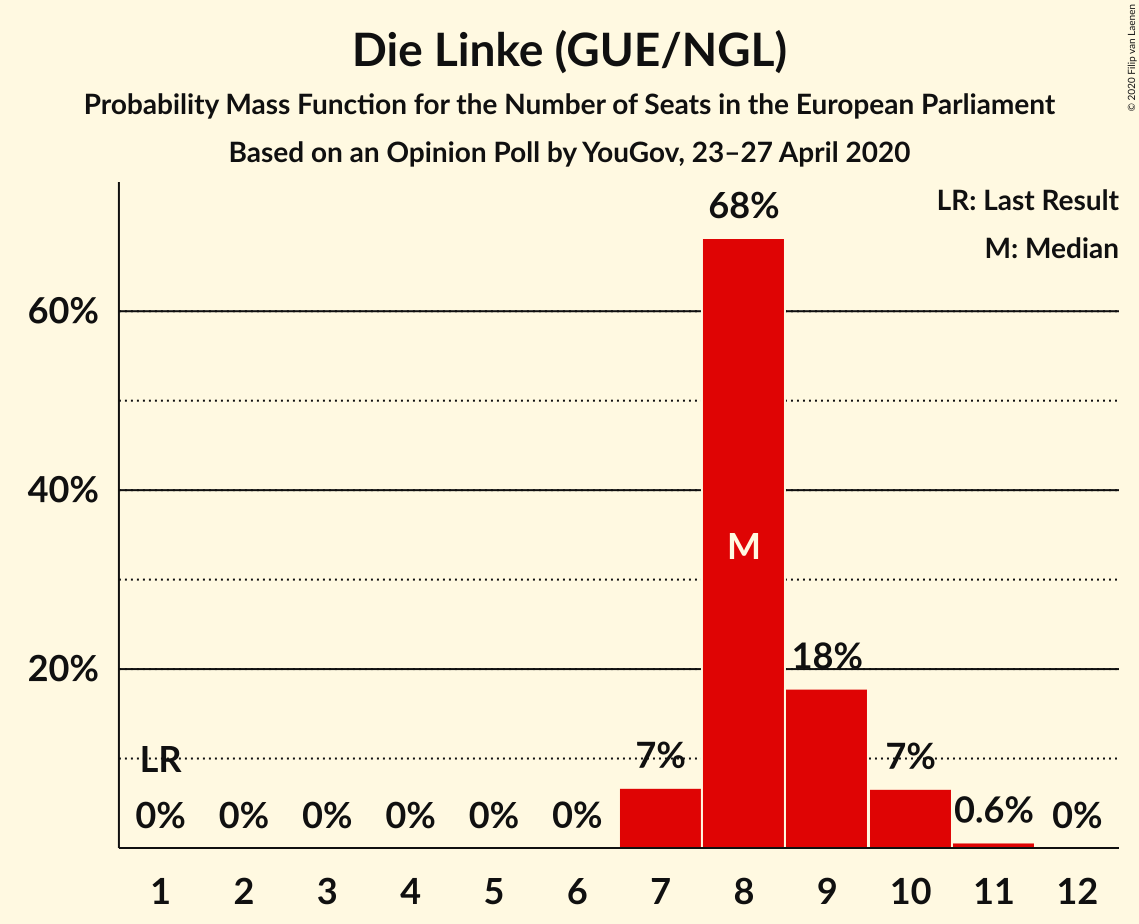 Die Linke (GUE/NGL)
Probability Mass Function for the Number of Seats in the European Parliament
Based on an Opinion Poll by YouGov, 23–27 April 2020
© 2020 Filip van Laenen
LR: Last Result
M: Median
68%
60%
40%
M
20%
18%
LR
7%
7%
0% 0% 0% 0% 0% 0% 0.6% 0%
1 2 3 4 5 6 7 8 9 10 11 12